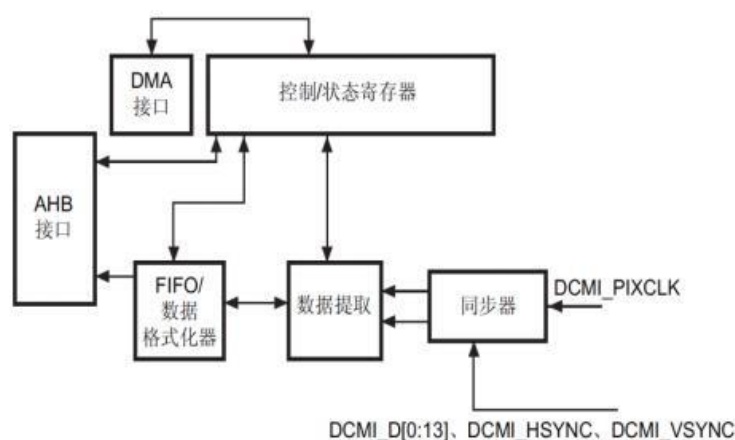 DMA
接口
控制/状态寄存器
AHB
接口
FIFO/
数据
格式化器
数据提取
同步器
DCMI_PIXCLK
DCMI_D[0:13]、DCMI_HSYNC、DCMI_VSYNC